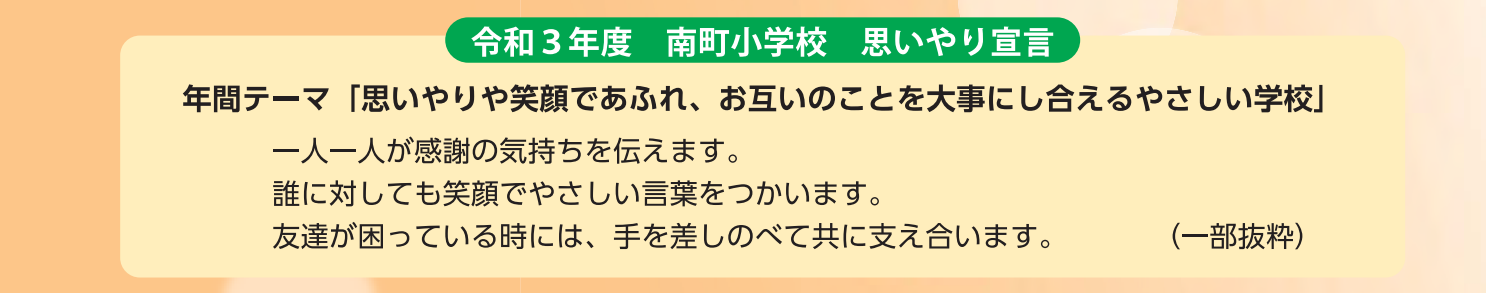 令和３年度　南町小学校　思いやり宣言
年間テーマ「思いやりや笑顔であふれ、お互いのことを大事にし合えるやさしい学校」
一人一人が感謝の気持ちを伝えます。
誰に対しても笑顔でやさしい言葉をつかいます。
友達が困っている時には、手を差しのべて共に支え合います。　　　（一部抜粋）